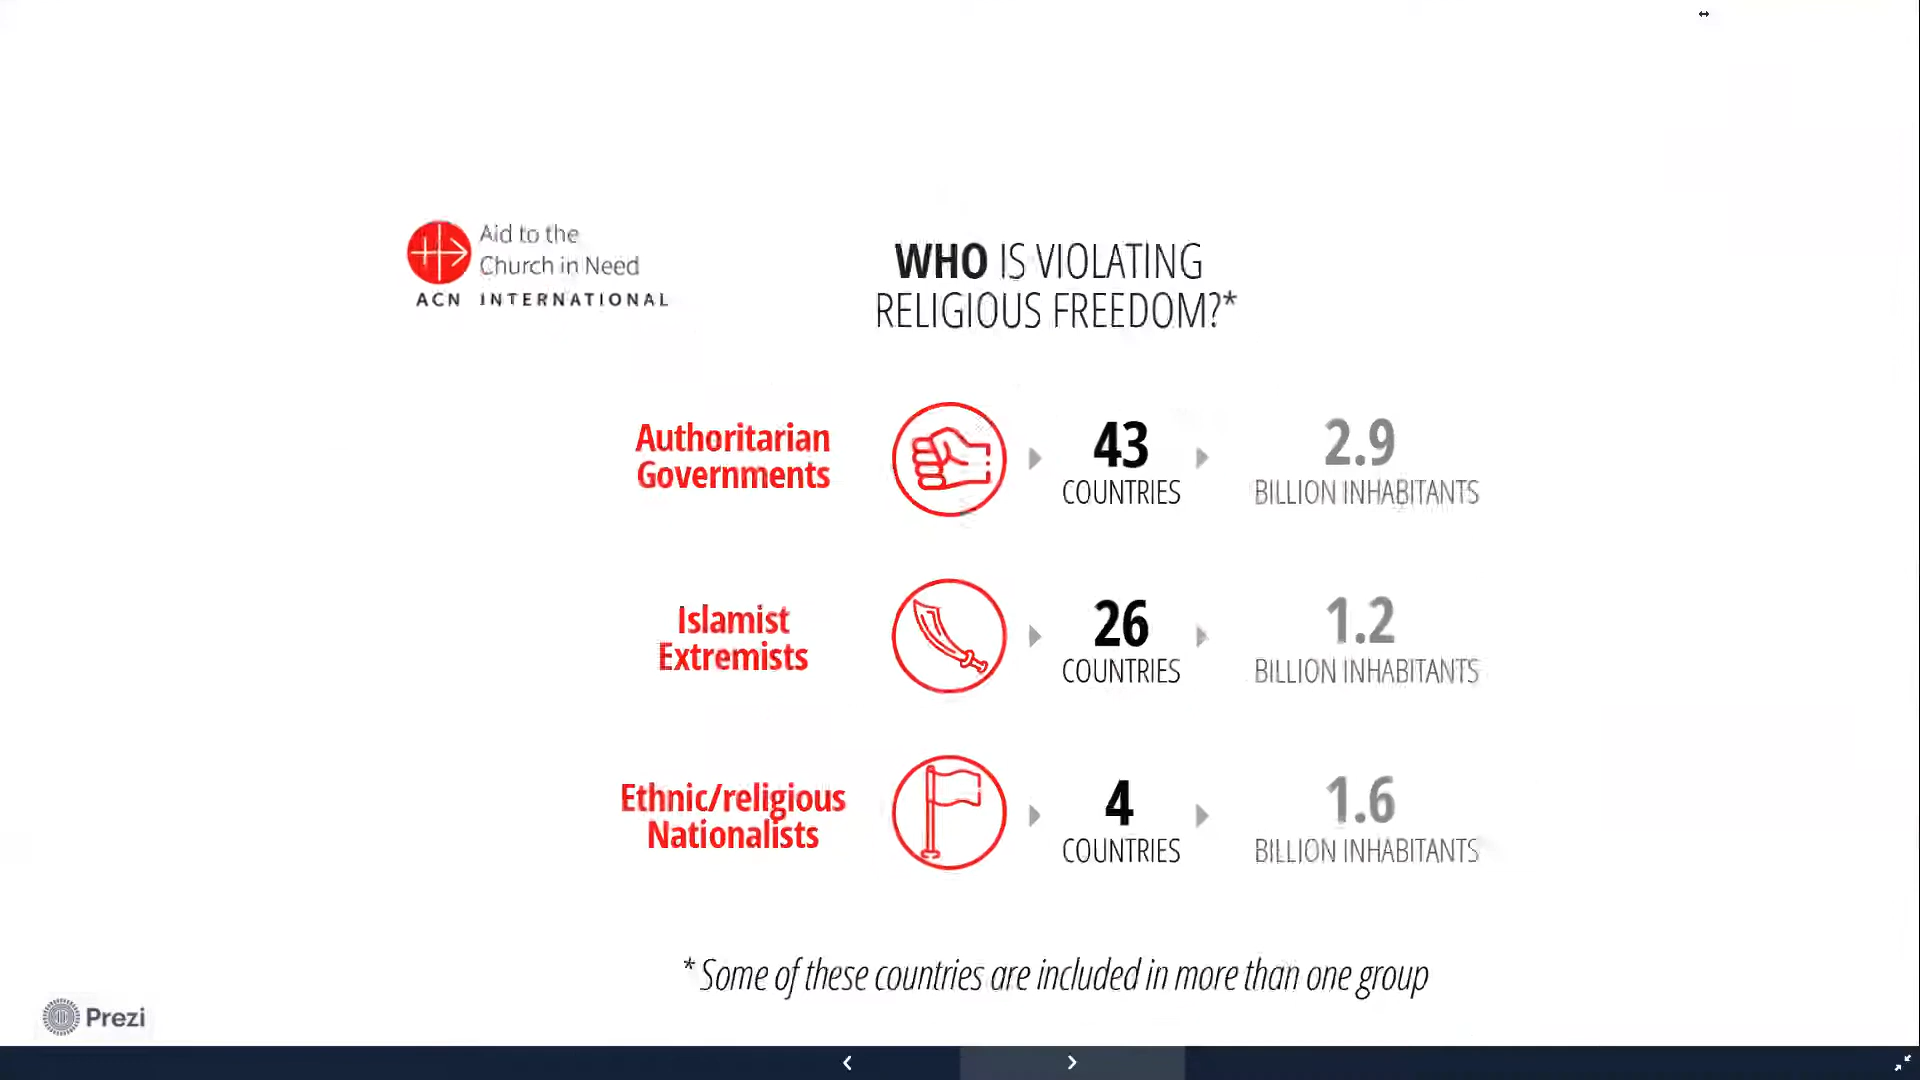 Aid to the
Church in Need
ACN INTERNATIONAL
WHO IS VIOLATING
RELIGIOUS FREEDOM?*
Authoritarian
Governments
43
COUNTRIES
2.9
BILLION INHABITANTS
Islamist
Extremists
26
COUNTRIES
1.2
BILLION INHABITANTS
Ethnic/religious
Nationalists
4
COUNTRIES
1.6
BILLION INHABITANTS
* Some of these countries are included in more than one group
Prezi